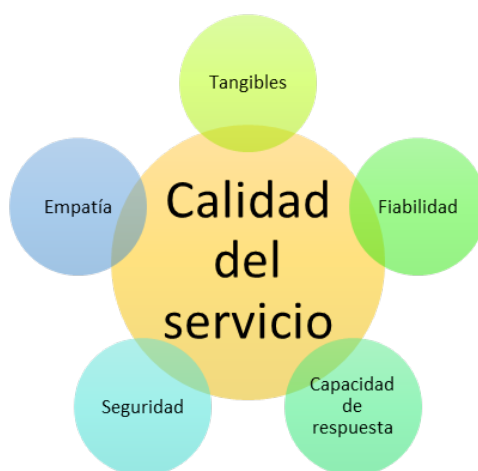 Tangibles
Empatía
Calidad
del
servicio
Fiabilidad
Seguridad
Capacidad
de
respuesta